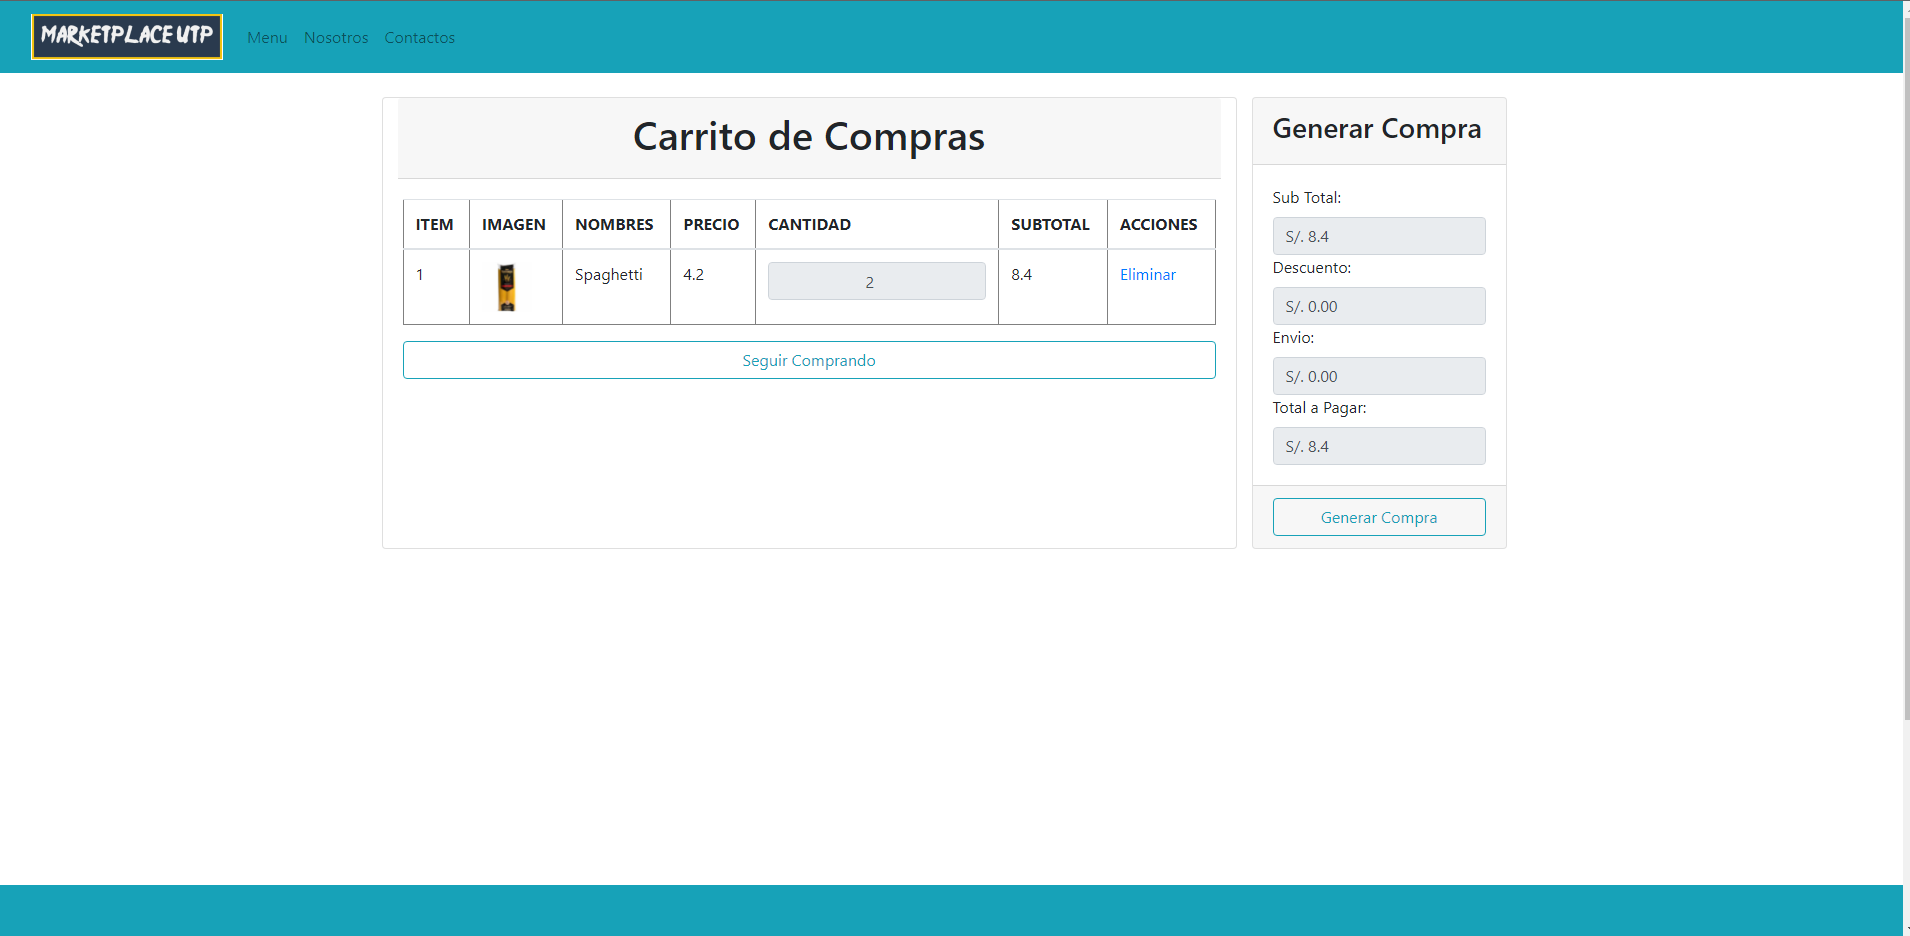 MARKETPLACE UTP
Menu Nosotros Contactos
Carrito de Compras
ITEM IMAGEN NOMBRES PRECIO CANTIDAD SUBTOTAL ACCIONES
1 Spaghetti 4.2 2 8.4 Eliminar
Seguir Comprando
Generar Compra
Sub Total:
S/. 8.4
Descuento:
S/. 0.00
Envio:
S/. 0.00
Total a Pagar:
S/. 8.4
Generar Compra